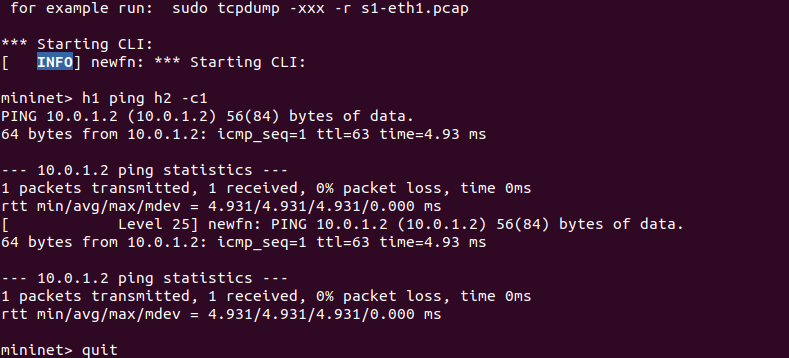 for example run:  sudo tcpdump -xxx -r s1-eth1.pcap
*** Starting CLI:
[   INFO] newfn: *** Starting CLI:
mininet> h1 ping h2 -c1
PING 10.0.1.2 (10.0.1.2) 56(84) bytes of data.
64 bytes from 10.0.1.2: icmp_seq=1 ttl=63 time=4.93 ms
--- 10.0.1.2 ping statistics ---
1 packets transmitted, 1 received, 0% packet loss, time 0ms
rtt min/avg/max/mdev = 4.931/4.931/4.931/0.000 ms
[           Level 25] newfn: PING 10.0.1.2 (10.0.1.2) 56(84) bytes of data.
64 bytes from 10.0.1.2: icmp_seq=1 ttl=63 time=4.93 ms
--- 10.0.1.2 ping statistics ---
1 packets transmitted, 1 received, 0% packet loss, time 0ms
rtt min/avg/max/mdev = 4.931/4.931/4.931/0.000 ms
mininet> quit